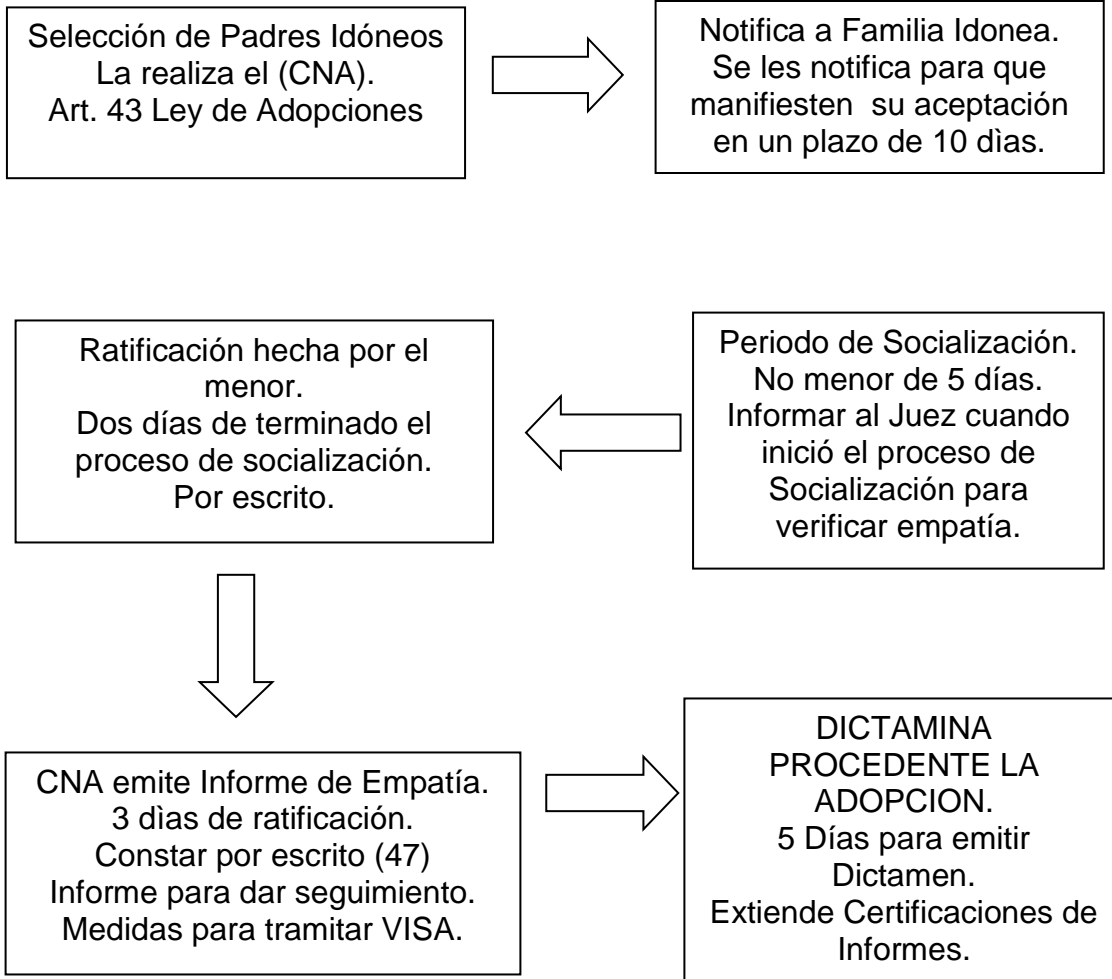 Selección de Padres Idóneos
La realiza el (CNA).
Art. 43 Ley de Adopciones
Notifica a Familia Idonea.
Se les notifica para que
manifiesten su aceptación
en un plazo de 10 dìas.
Periodo de Socialización.
No menor de 5 días.
Informar al Juez cuando
inició el proceso de
Socialización para
verificar empatía.
Ratificación hecha por el
menor.
Dos días de terminado el
proceso de socialización.
Por escrito.
CNA emite Informe de Empatía.
3 dìas de ratificación.
Constar por escrito (47)
Informe para dar seguimiento.
Medidas para tramitar VISA.
DICTAMINA
PROCEDENTE LA
ADOPCION.
5 Días para emitir
Dictamen.
Extiende Certificaciones de
Informes.